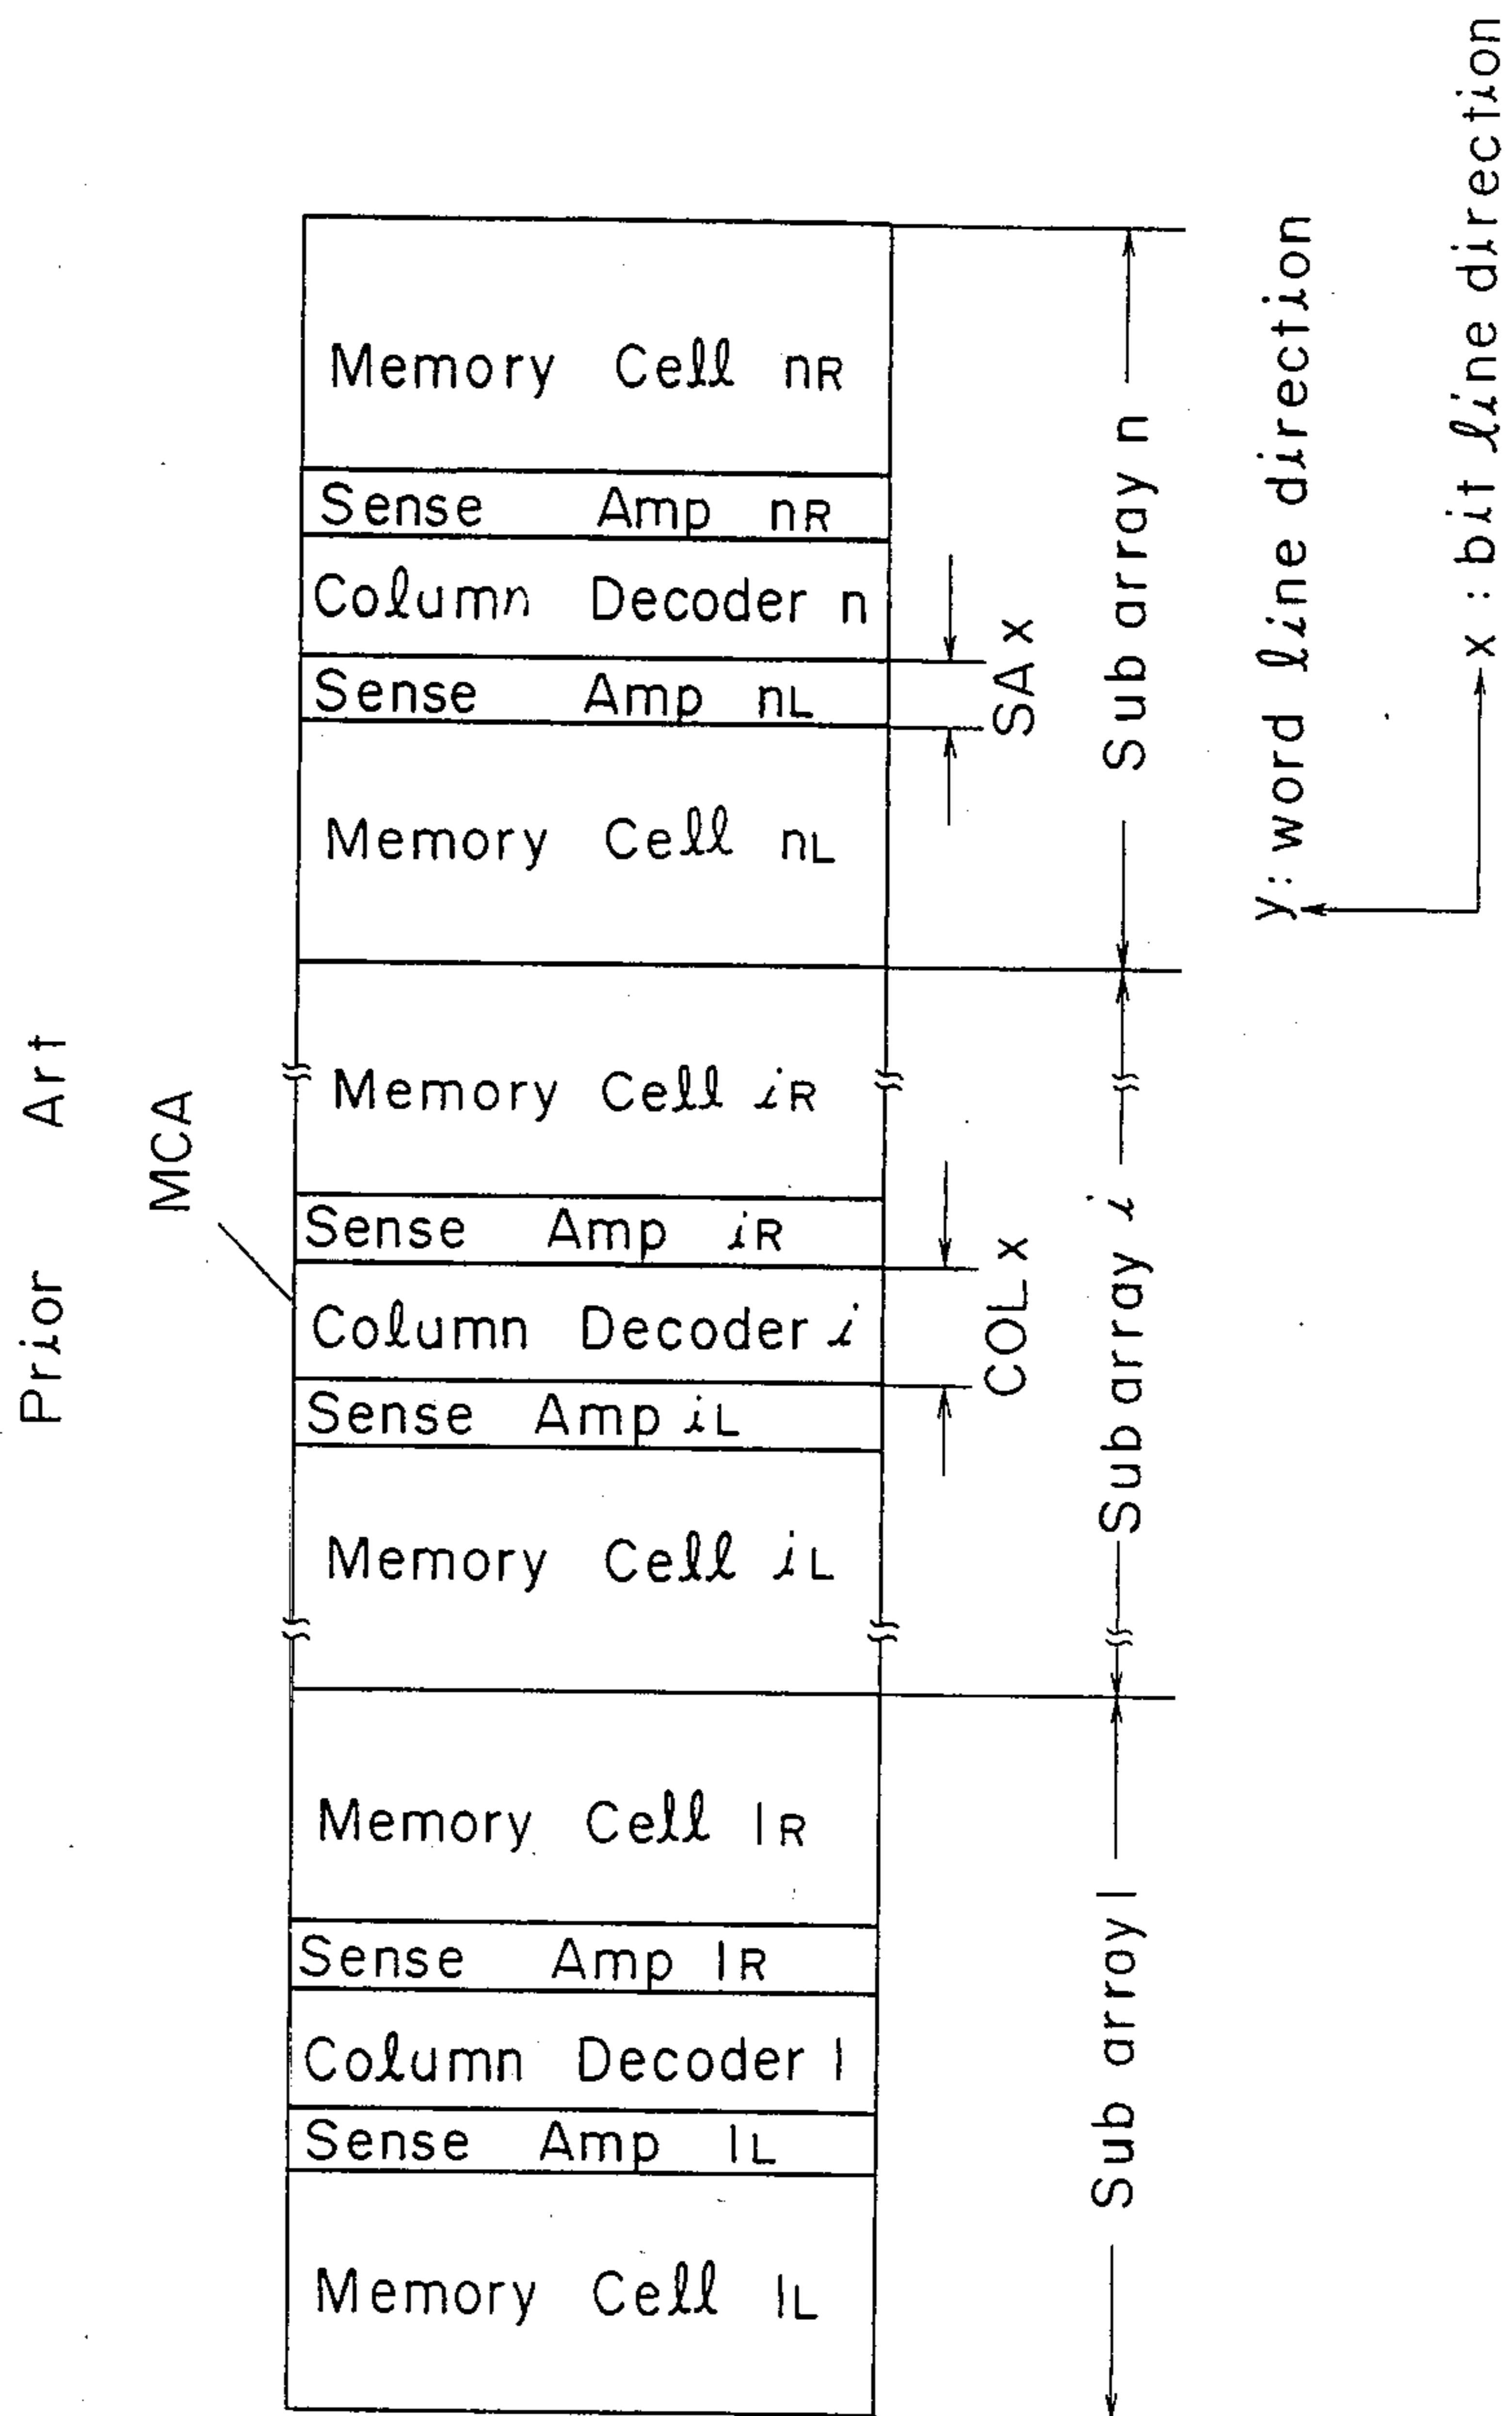 Prior Art
MCA
Memory Cell nR
Sense Amp nR
Column Decoder n
Sense Amp nL
Memory Cell nL
Memory Cell iR
Sense Amp iR
Column Decoder i
Sense Amp iL
Memory Cell iL
Memory Cell 1R
Sense Amp 1R
Column Decoder 1
Sense Amp 1L
Memory Cell 1L
SAx
COLx
Sub array n
Sub array i
Sub array 1
y: word line direction
x: bit line direction